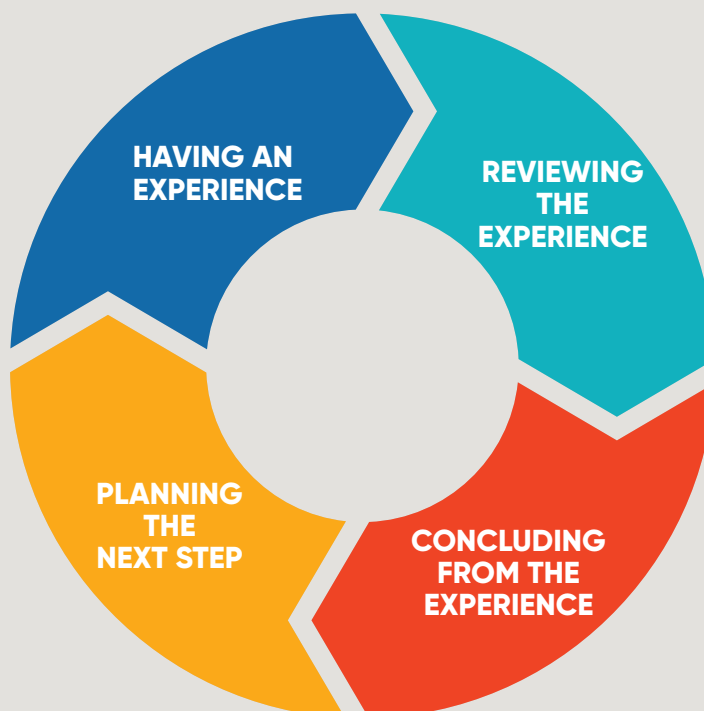 HAVING AN
EXPERIENCE
REVIEWING
THE
EXPERIENCE
CONCLUDING
FROM THE
EXPERIENCE
PLANNING
THE
NEXT STEP